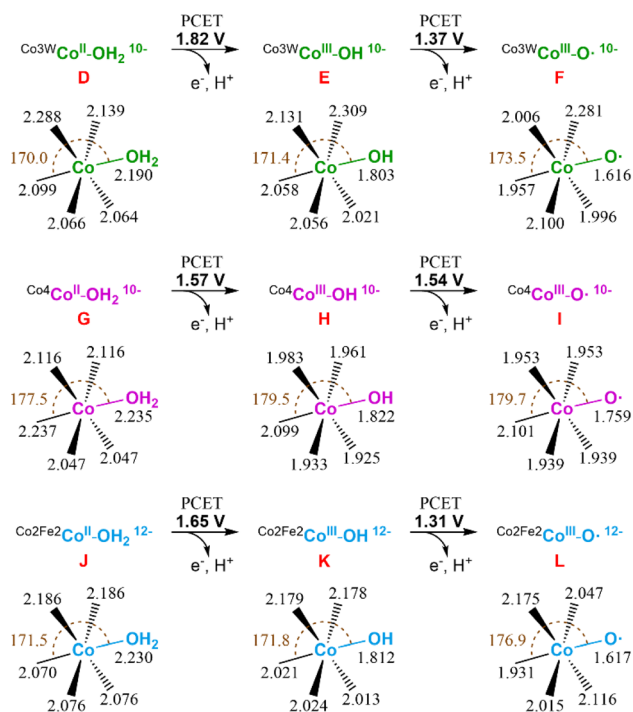 PCET PCET
Co3WCoII-OH2 10- 1.82 V Co3WCoIII-OH 10- 1.37 V Co3WCoIII-O· 10-
D e-, H+ E e-, H+ F
2.288 2.139 2.131 2.309 2.006 2.281
170.0 OH2 171.4 OH 173.5 O·
Co Co Co
2.099 2.190 2.058 1.803 1.957 1.616
2.066 2.064 2.056 2.021 2.100 1.996
PCET PCET
Co4CoII-OH2 10- 1.57 V Co4CoIII-OH 10- 1.54 V Co4CoIII-O· 10-
G e-, H+ H e-, H+ I
2.116 2.116 1.983 1.961 1.953 1.953
177.5 OH2 179.5 OH 179.7 O·
Co Co Co
2.237 2.235 2.099 1.822 2.101 1.759
2.047 2.047 1.933 1.925 1.939 1.939
PCET PCET
Co2Fe2CoII-OH2 12- 1.65 V Co2Fe2CoIII-OH 12- 1.31 V Co2Fe2CoIII-O· 12-
J e-, H+ K e-, H+ L
2.186 2.186 2.179 2.178 2.175 2.047
171.5 OH2 171.8 OH 176.9 O·
Co Co Co
2.070 2.230 2.021 1.812 1.931 1.617
2.076 2.076 2.024 2.013 2.015 2.116